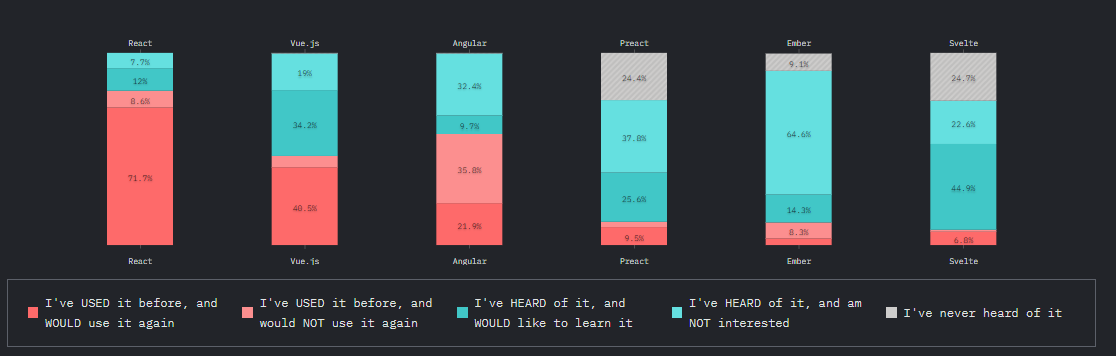 React Vue.js Angular Preact Ember Svelte
7.7% 19% 32.4% 24.4% 9.1% 24.7%
12% 34.2% 9.7% 37.8% 64.6% 22.6%
8.6% 40.5% 35.8% 25.6% 14.3% 44.9%
71.7% 21.9% 9.5% 8.3% 6.8%
React Vue.js Angular Preact Ember Svelte
I've USED it before, and I've USED it before, and I've HEARD of it, and I've HEARD of it, and am I've never heard of it
WOULD use it again would NOT use it again WOULD like to learn it NOT interested